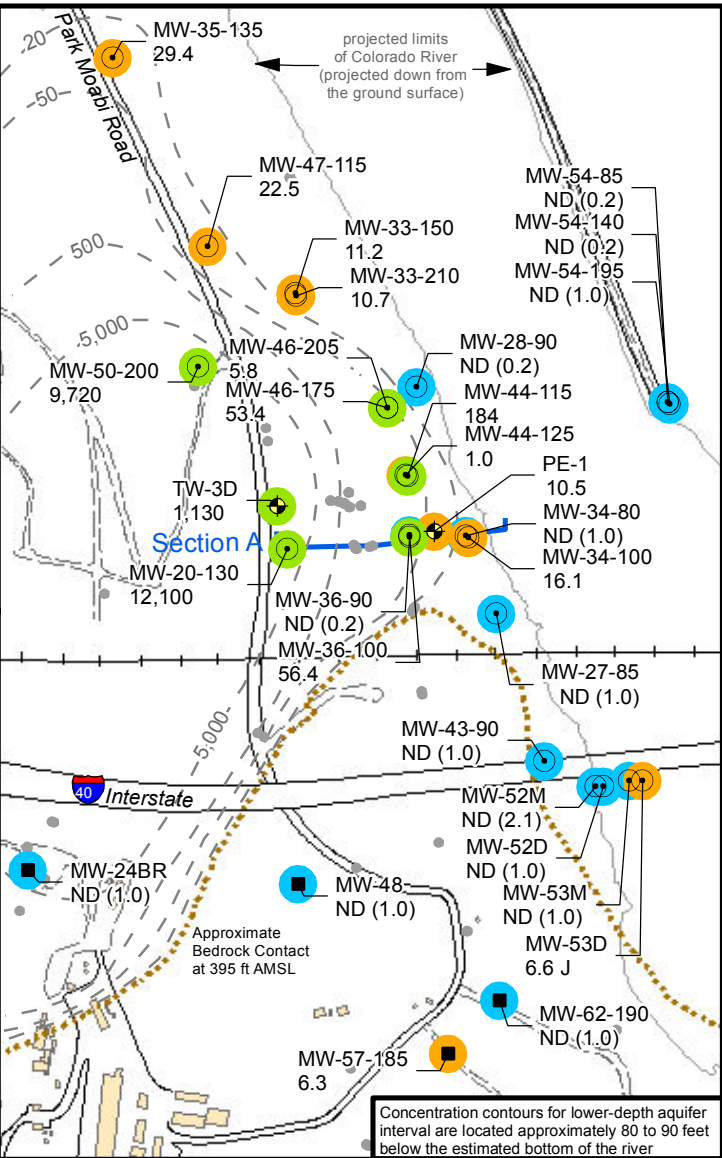 MW-35-135
29.4
-20-
-50-
Park Moabi Road
projected limits
of Colorado River
(projected down from
the ground surface)
MW-47-115
22.5
MW-33-150
11.2
MW-33-210
10.7
MW-54-85
ND (0.2)
MW-54-140
ND (0.2)
MW-54-195
ND (1.0)
500
-5,000-
MW-50-200
9,720
MW-46-205
5.8
MW-46-175
53.4
MW-28-90
ND (0.2)
MW-44-115
184
MW-44-125
1.0
PE-1
10.5
TW-3D
1,130
MW-34-80
ND (1.0)
MW-34-100
16.1
Section A
MW-20-130
12,100
MW-36-90
ND (0.2)
MW-36-100
56.4
MW-27-85
ND (1.0)
5,000-
MW-43-90
ND (1.0)
40
Interstate
MW-52M
ND (2.1)
MW-52D
ND (1.0)
MW-53M
ND (1.0)
MW-53D
6.6 J
MW-24BR
ND (1.0)
MW-48
ND (1.0)
Approximate
Bedrock Contact
at 395 ft AMSL
MW-62-190
ND (1.0)
MW-57-185
6.3
Concentration contours for lower-depth aquifer
interval are located approximately 80 to 90 feet
below the estimated bottom of the river